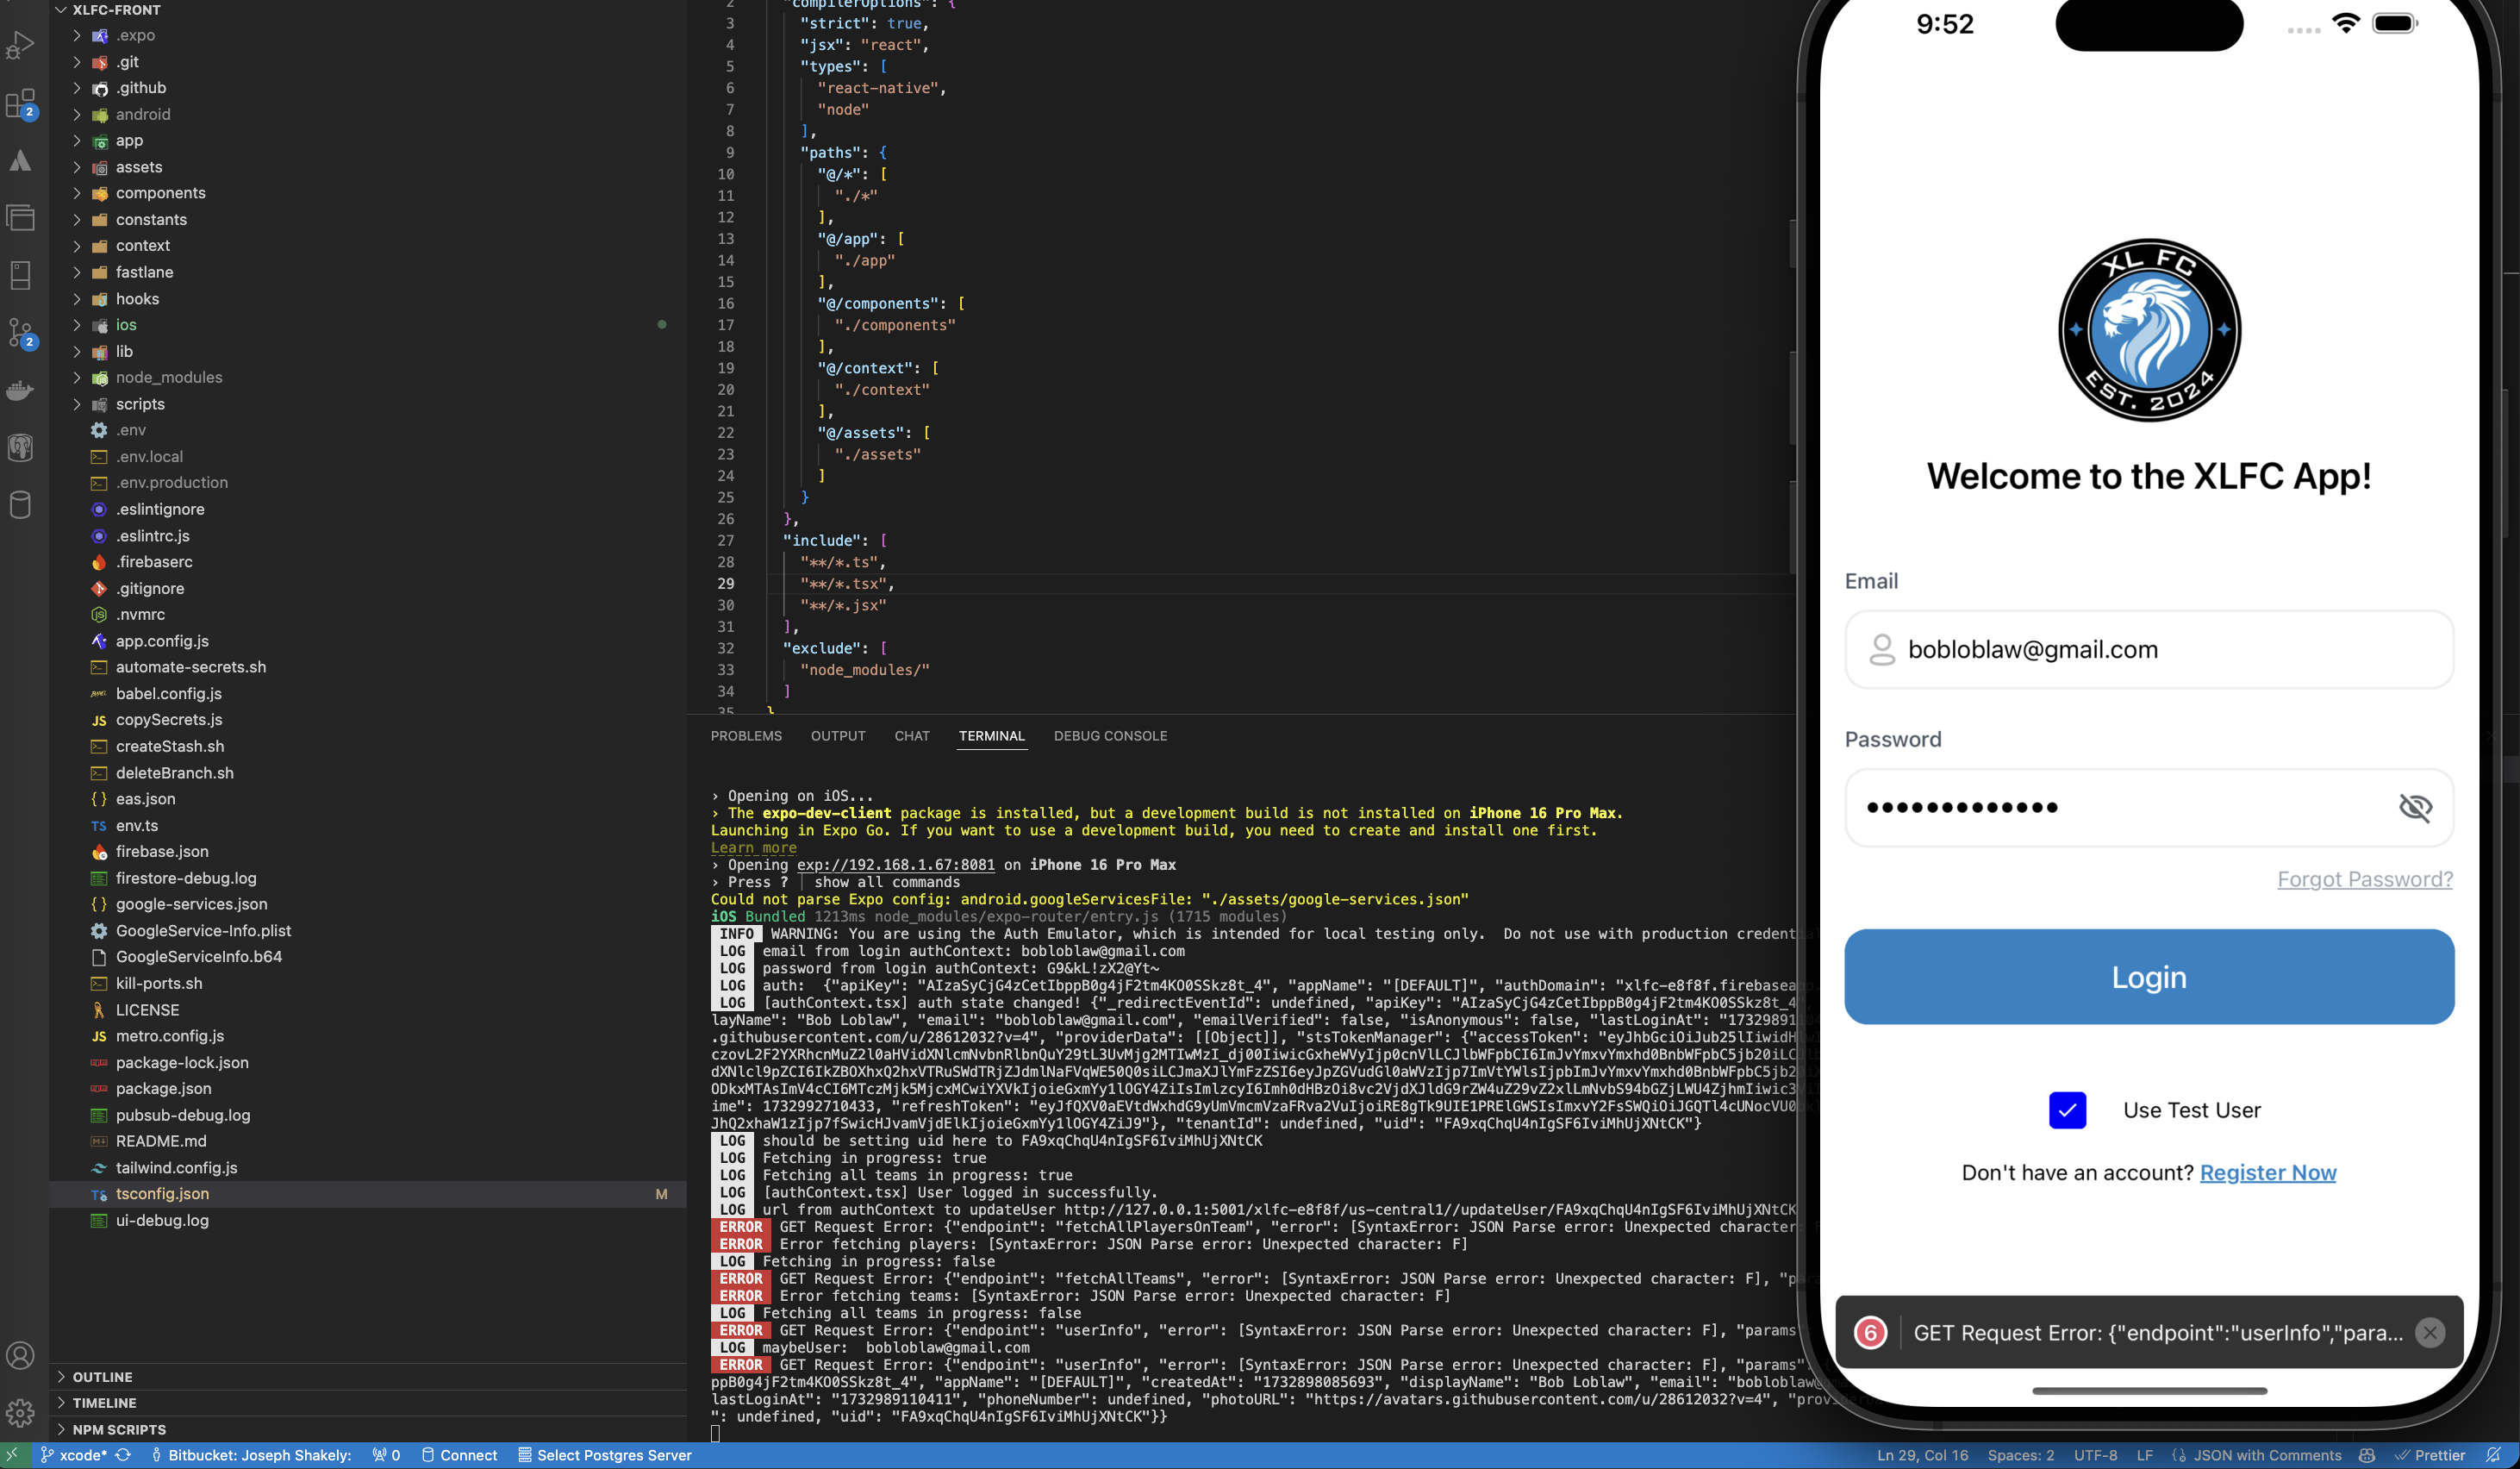 XLFC-FRONT
.expo
.git
.github
android
app
assets
components
constants
context
fastlane
hooks
ios
lib
node_modules
scripts
.env
.env.local
.env.production
.eslintignore
.eslintrc.js
.firebaserc
.gitignore
.nvmrc
app.config.js
automate-secrets.sh
babel.config.js
copySecrets.js
createStash.sh
deleteBranch.sh
eas.json
env.ts
firebase.json
firestore-debug.log
google-services.json
GoogleService-Info.plist
GoogleServiceInfo.b64
kill-ports.sh
LICENSE
metro.config.js
package-lock.json
package.json
pubsub-debug.log
README.md
tailwind.config.js
tsconfig.json M
ui-debug.log
OUTLINE
TIMELINE
NPM SCRIPTS
2
2
2 "compilerOptions": {
3 "strict": true,
4 "jsx": "react",
5 "types": [
6 "react-native",
7 "node"
8 ],
9 "paths": {
10 "@/*": [
11 "./*"
12 ],
13 "@/app": [
14 "./app"
15 ],
16 "@/components": [
17 "./components"
18 ],
19 "@/context": [
20 "./context"
21 ],
22 "@/assets": [
23 "./assets"
24 ]
25 }
26 },
27 "include": [
28 "**/*.ts",
29 "**/*.tsx",
30 "**/*.jsx"
31 ],
32 "exclude": [
33 "node_modules/"
34 ]
35 }
PROBLEMS OUTPUT CHAT TERMINAL DEBUG CONSOLE
› Opening on iOS...
› The expo-dev-client package is installed, but a development build is not installed on iPhone 16 Pro Max.
Launching in Expo Go. If you want to use a development build, you need to create and install one first.
Learn more
› Opening exp://192.168.1.67:8081 on iPhone 16 Pro Max
› Press ? │ show all commands
Could not parse Expo config: android.googleServicesFile: "./assets/google-services.json"
iOS Bundled 1213ms node_modules/expo-router/entry.js (1715 modules)
INFO WARNING: You are using the Auth Emulator, which is intended for local testing only. Do not use with production credenti
LOG email from login authContext: bobloblaw@gmail.com
LOG password from login authContext: G9&kL!zX2@Yt~
LOG auth: {"apiKey": "AIzaSyCjG4zCetIbppB0g4jF2tm4KO0SSkz8t_4", "appName": "[DEFAULT]", "authDomain": "xlfc-e8f8f.firebaseapp
LOG [authContext.tsx] auth state changed! {"_redirectEventId": undefined, "apiKey": "AIzaSyCjG4zCetIbppB0g4jF2tm4KO0SSkz8t_4"
layName": "Bob Loblaw", "email": "bobloblaw@gmail.com", "emailVerified": false, "isAnonymous": false, "lastLoginAt": "17329891104
.githubusercontent.com/u/28612032?v=4", "providerData": [[Object]], "stsTokenManager": {"accessToken":
ime": 1732992710433, "refreshToken":
"tenantId": undefined, "uid": "FA9xqChqU4nIgSF6IviMhUjXNtCK"}
LOG should be setting uid here to FA9xqChqU4nIgSF6IviMhUjXNtCK
LOG Fetching in progress: true
LOG Fetching all teams in progress: true
LOG [authContext.tsx] User logged in successfully.
LOG url from authContext to updateUser http://127.0.0.1:5001/xlfc-e8f8f/us-central1//updateUser/FA9xqChqU4nIgSF6IviMhUjXNtCK
ERROR GET Request Error: {"endpoint": "fetchAllPlayersOnTeam", "error": [SyntaxError: JSON Parse error: Unexpected character:
ERROR Error fetching players: [SyntaxError: JSON Parse error: Unexpected character: F]
LOG Fetching in progress: false
ERROR GET Request Error: {"endpoint": "fetchAllTeams", "error": [SyntaxError: JSON Parse error: Unexpected character: F], "p
ERROR Error fetching teams: [SyntaxError: JSON Parse error: Unexpected character: F]
LOG Fetching all teams in progress: false
ERROR GET Request Error: {"endpoint": "userInfo", "error": [SyntaxError: JSON Parse error: Unexpected character: F], "params
LOG maybeUser: bobloblaw@gmail.com
ERROR GET Request Error: {"endpoint": "userInfo", "error": [SyntaxError: JSON Parse error: Unexpected character: F], "params"
ppB0g4jF2tm4KO0SSkz8t_4", "appName": "[DEFAULT]", "createdAt": "1732898085693", "displayName": "Bob Loblaw", "email": "bobloblaw@
lastLoginAt": "1732989110411", "phoneNumber": undefined, "photoURL": "https://avatars.githubusercontent.com/u/28612032?v=4", "prov
": undefined, "uid": "FA9xqChqU4nIgSF6IviMhUjXNtCK"}}
9:52
XL FC
EST. 2024
Welcome to the XLFC App!
Email
bobloblaw@gmail.com
Password
•••••••••••••
Forgot Password?
Login
Use Test User
Don't have an account? Register Now
6 GET Request Error: {"endpoint":"userInfo","para...
xcode* Bitbucket: Joseph Shakely: 0 Connect Select Postgres Server Ln 29, Col 16 Spaces: 2 UTF-8 LF {} JSON with Comments Prettier